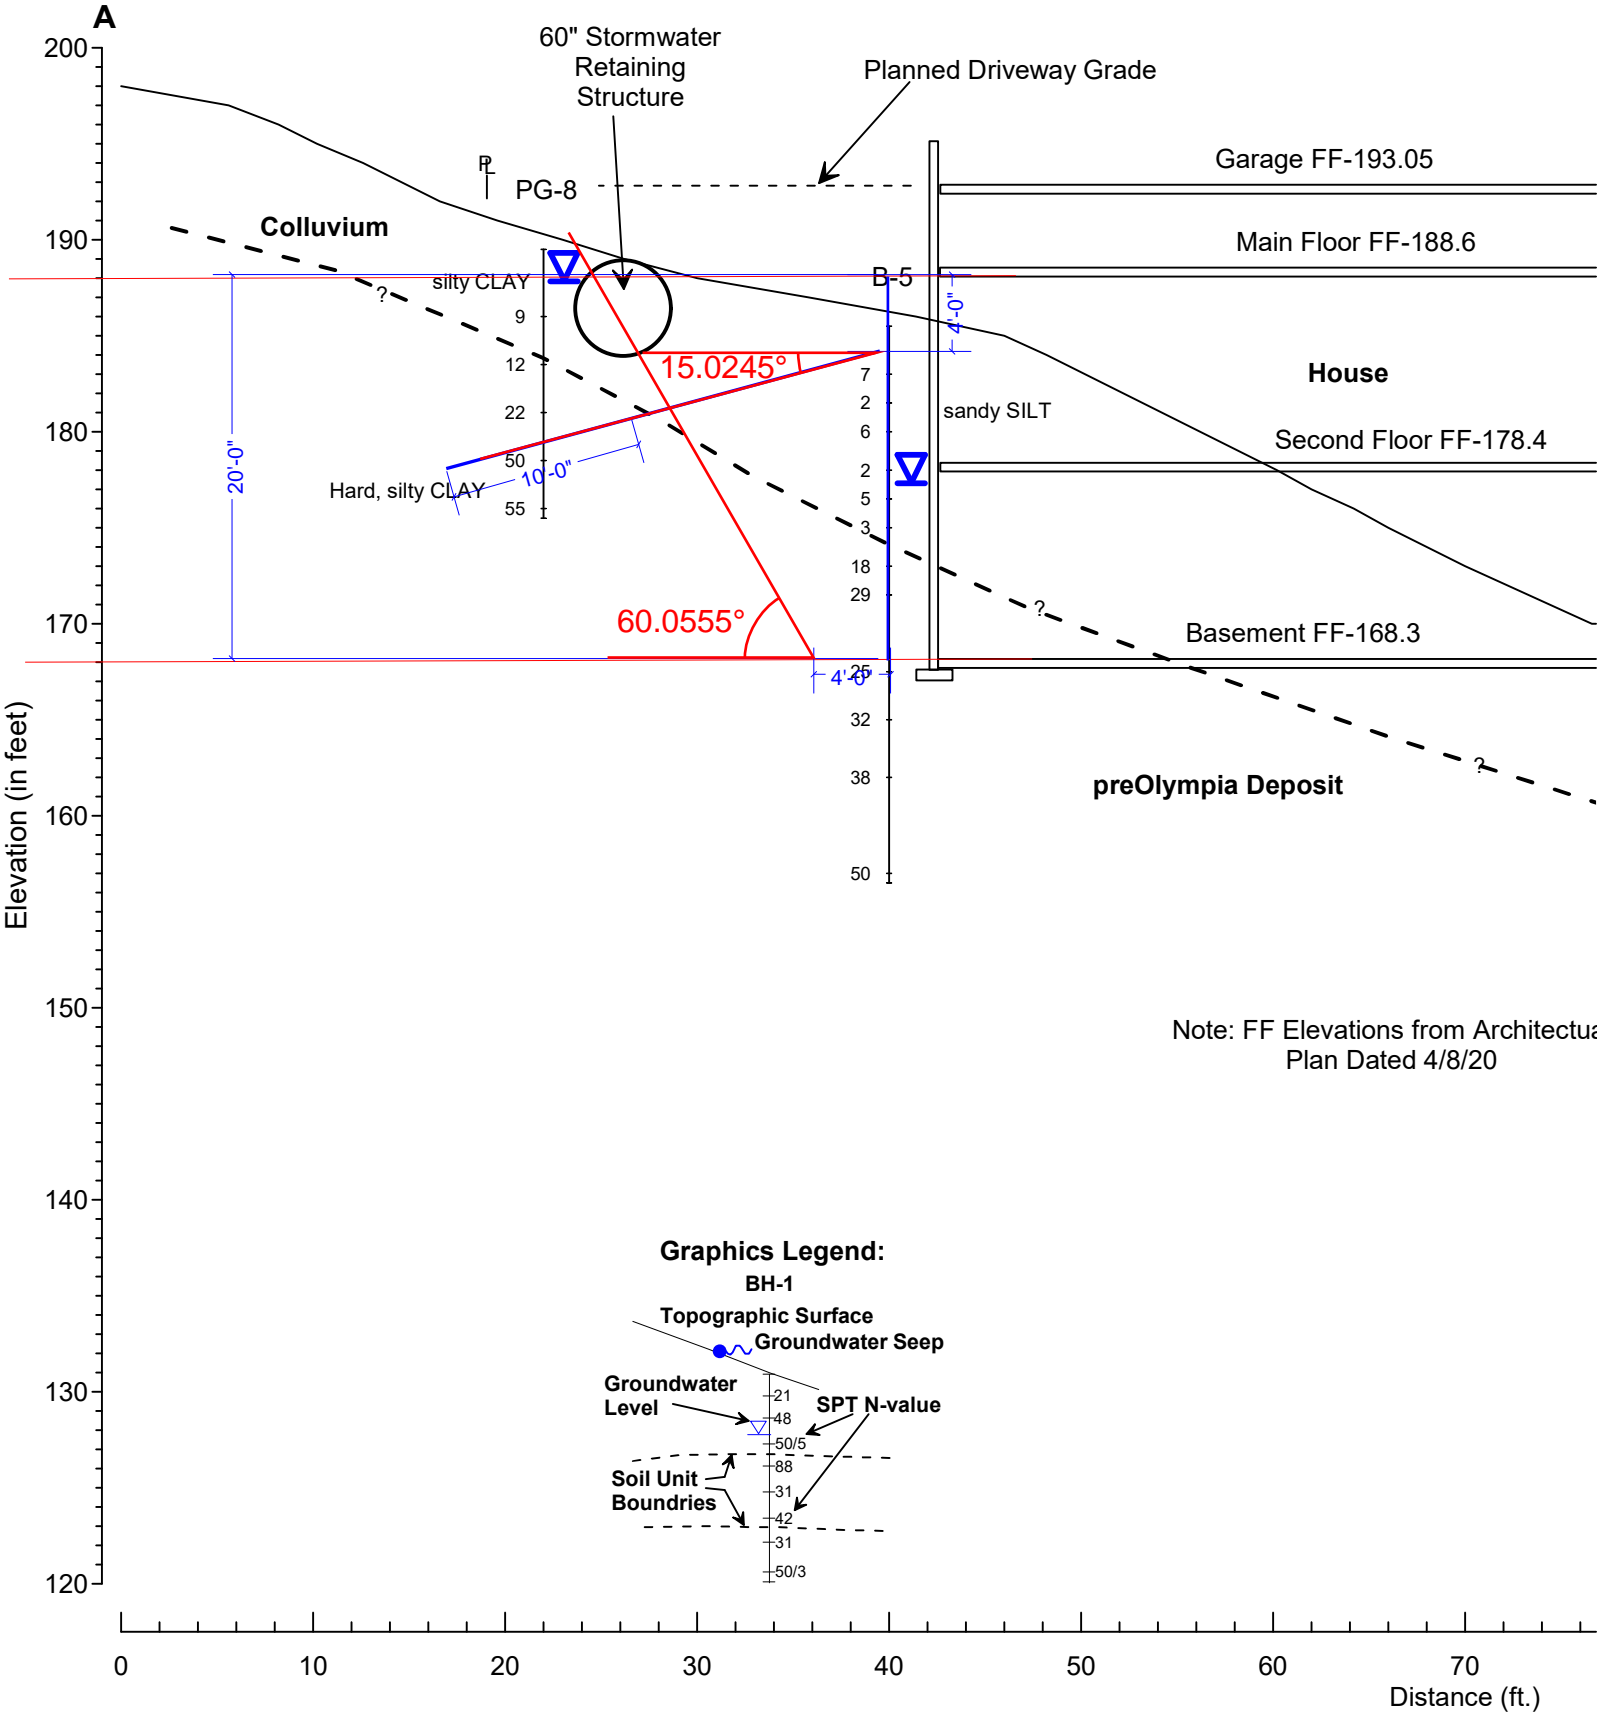 A
60" Stormwater
Retaining
Structure
Planned Driveway Grade
200
190
180
170
160
150
140
130
120
Elevation (in feet)
PL
PG-8
Garage FF-193.05
Colluvium
Main Floor FF-188.6
silty CLAY
B-5
?
9
12
22
50
55
4'-0"
15.0245°
House
7
2
6
2
5
3
18
29
25
32
38
50
sandy SILT
Second Floor FF-178.4
20'-0"
10'-0"
Hard, silty CLAY
?
60.0555°
Basement FF-168.3
4'-0"
?
preOlympia Deposit
Note: FF Elevations from Architectua
Plan Dated 4/8/20
Graphics Legend:
BH-1
Topographic Surface
Groundwater Seep
Groundwater
Level
SPT N-value
21
48
50/5
88
31
42
31
50/3
Soil Unit
Boundries
0
10
20
30
40
50
60
70
Distance (ft.)